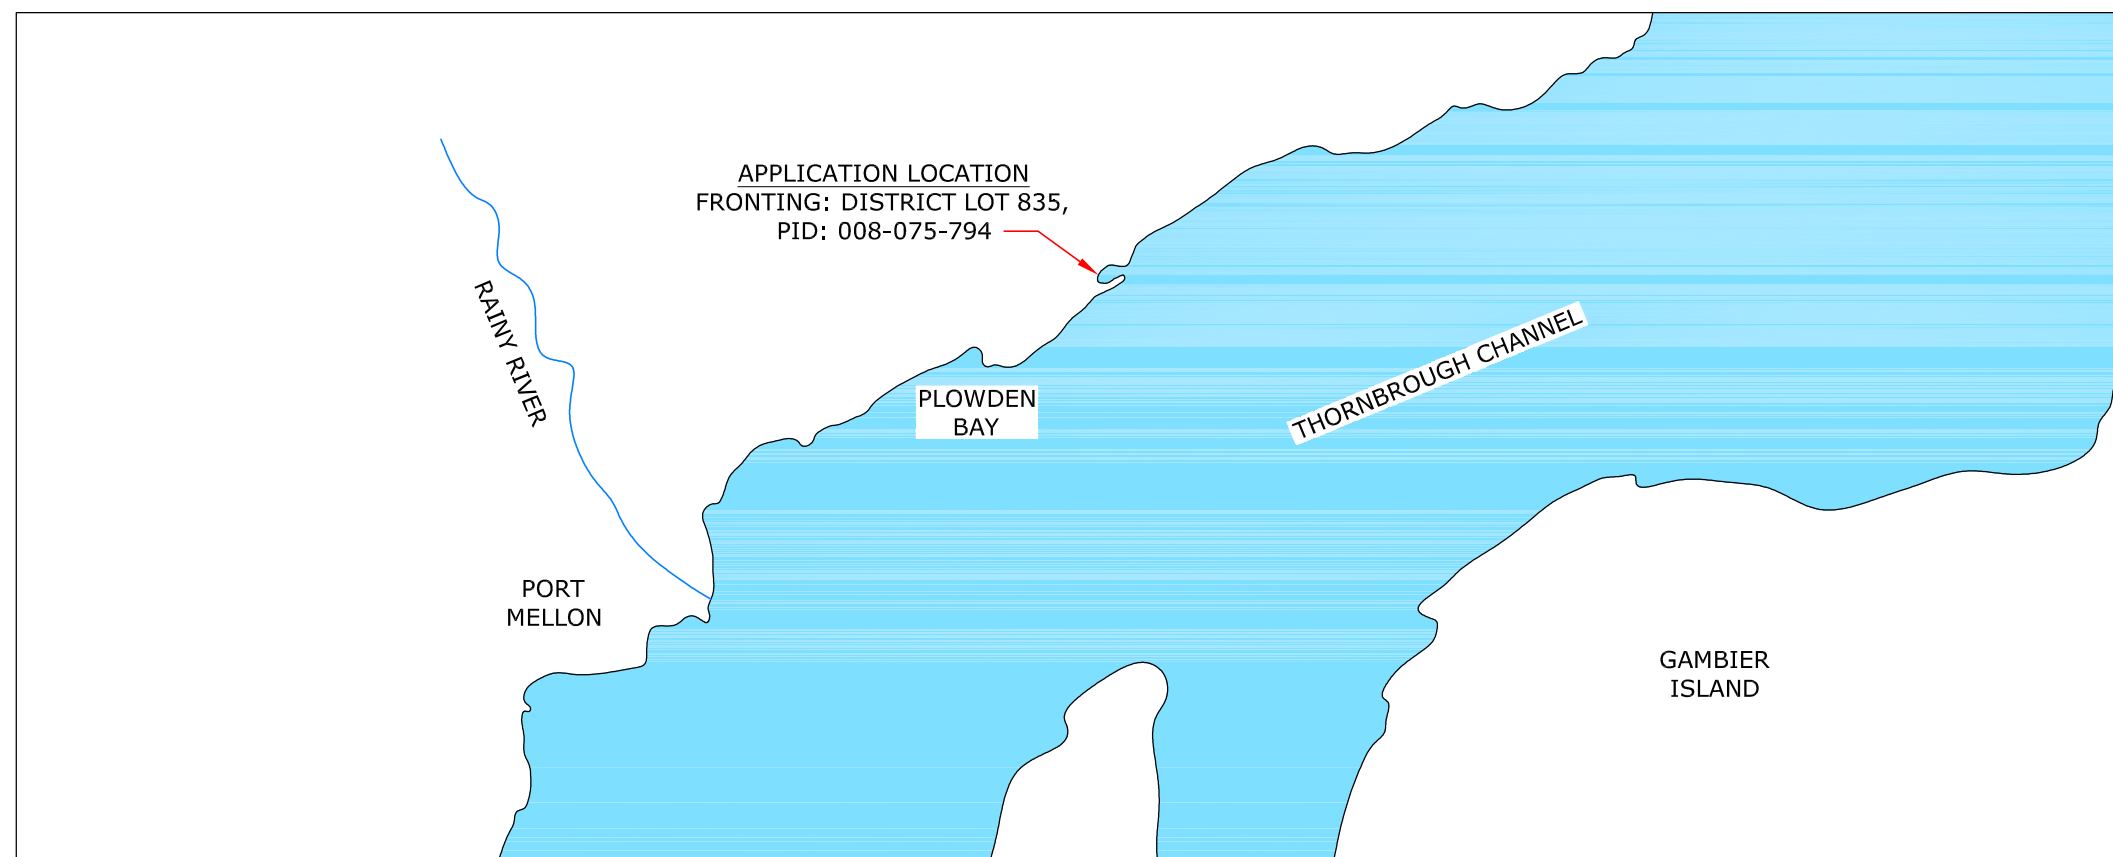 APPLICATION LOCATION
FRONTING: DISTRICT LOT 835,
PID: 008-075-794
RAINY RIVER
THORNBROUGH CHANNEL
PLOWDEN
BAY
PORT
MELLON
GAMBIER
ISLAND